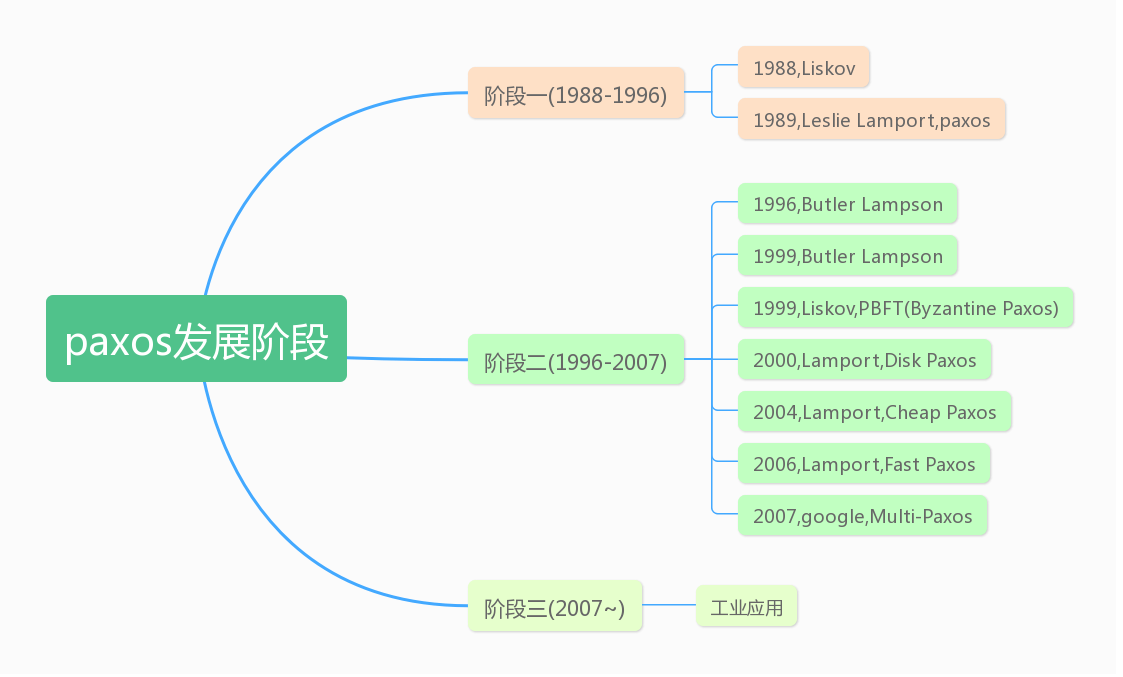 paxos发展阶段
阶段一(1988-1996)
1988,Liskov
1989,Leslie Lamport,paxos
阶段二(1996-2007)
1996,Butler Lampson
1999,Butler Lampson
1999,Liskov,PBFT(Byzantine Paxos)
2000,Lamport,Disk Paxos
2004,Lamport,Cheap Paxos
2006,Lamport,Fast Paxos
2007,google,Multi-Paxos
阶段三(2007~)
工业应用